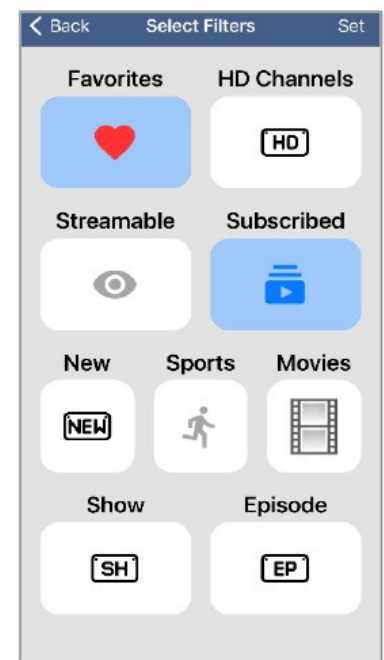 Back Select Filters Set
Favorites HD Channels
HD
Streamable Subscribed
New Sports Movies
NEW
Show Episode
SH EP